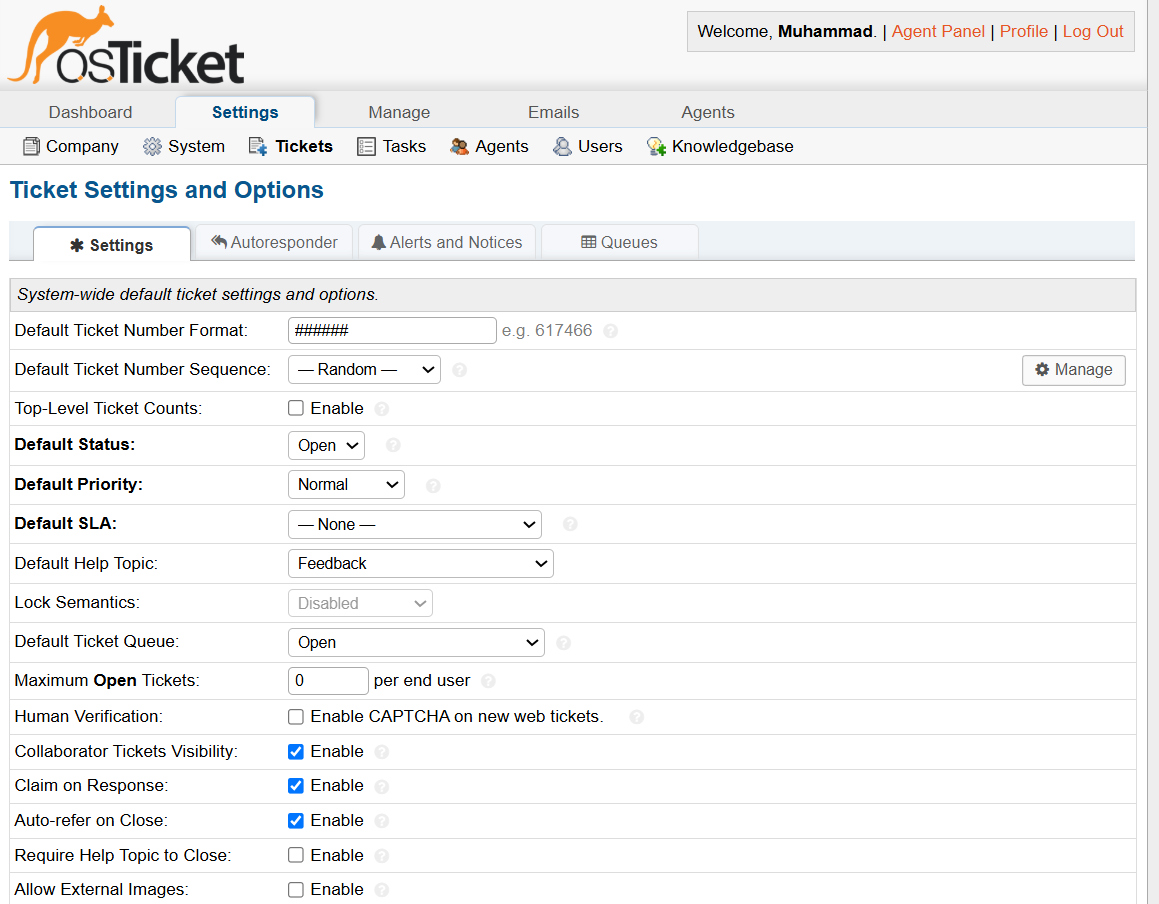 osTicket
Welcome, Muhammad. | Agent Panel | Profile | Log Out
Dashboard Settings Manage Emails Agents
Company System Tickets Tasks Agents Users Knowledgebase
Ticket Settings and Options
Settings Autoresponder Alerts and Notices Queues
System-wide default ticket settings and options.
Default Ticket Number Format: ###### e.g. 617466 ?
Default Ticket Number Sequence: — Random — ? Manage
Top-Level Ticket Counts: Enable ?
Default Status: Open ?
Default Priority: Normal ?
Default SLA: — None — ?
Default Help Topic: Feedback
Lock Semantics: Disabled
Default Ticket Queue: Open ?
Maximum Open Tickets: 0 per end user ?
Human Verification: Enable CAPTCHA on new web tickets. ?
Collaborator Tickets Visibility: Enable ?
Claim on Response: Enable ?
Auto-refer on Close: Enable ?
Require Help Topic to Close: Enable ?
Allow External Images: Enable ?